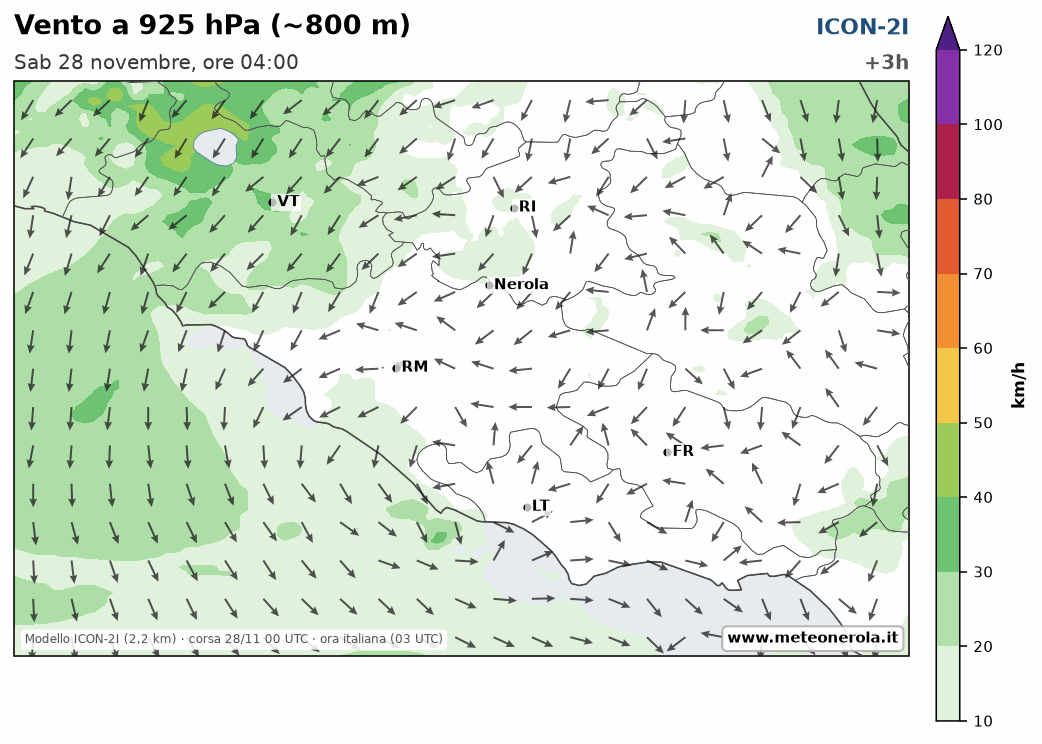 Vento a 925 hPa (~800 m)
ICON-2I
Sab 28 novembre, ore 04:00
+3h
VT
RI
Nerola
RM
FR
LT
Modello ICON-2I (2,2 km) · corsa 28/11 00 UTC · ora italiana (03 UTC)
www.meteonerola.it
120
100
80
70
60
50
40
30
20
10
km/h